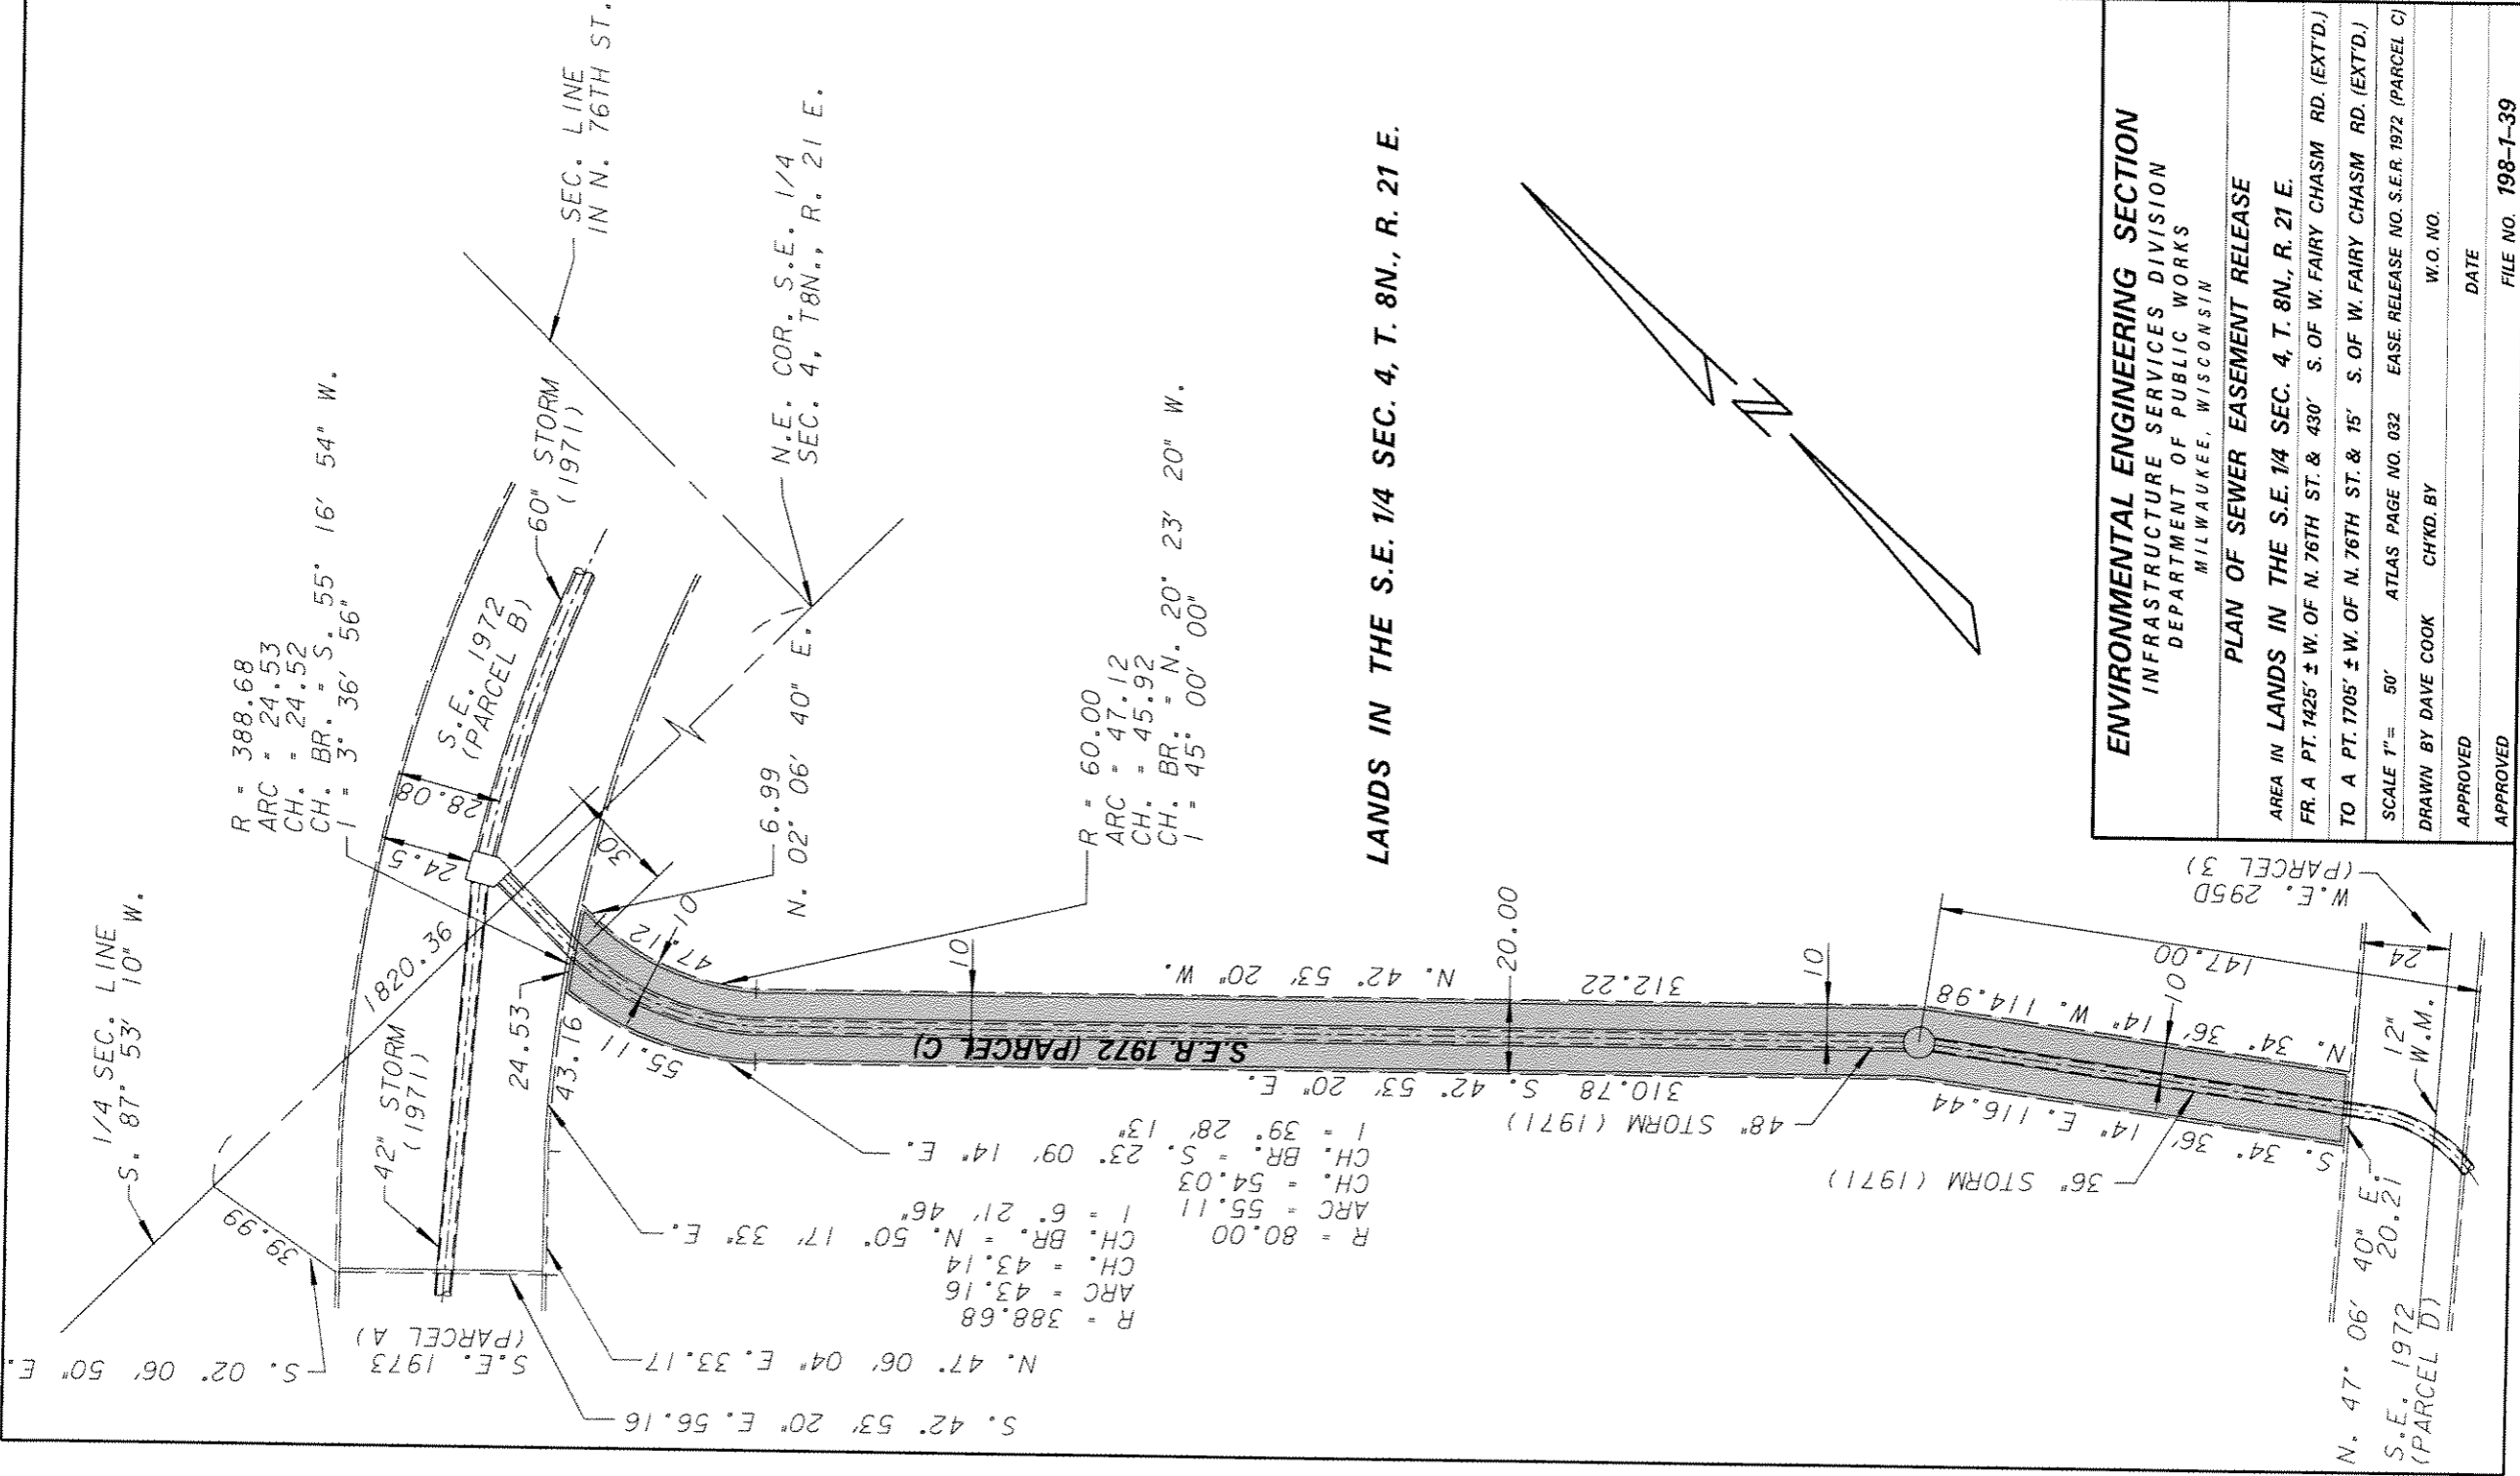 1/4 SEC. LINE
S. 87° 53' 10" W.
R = 388.68
ARC = 24.53
CH. = 24.52
CH. BR. = S. 55° 16' 54" W.
I = 3° 36' 56"
SEC. LINE
IN N. 76TH ST.
60" STORM
(1971)
S.E. 1972
(PARCEL B)
N.E. COR. S.E. 1/4
SEC. 4, T8N., R. 21 E.
28.08
24.5
1820.36
39.99
42" STORM
(1971)
S.E. 1973
(PARCEL A)
S. 02° 06' 50" E.
30
6.99
N. 02° 06' 40" E.
24.53
43.16
47.12
10
55.11
R = 60.00
ARC = 47.12
CH. = 45.92
CH. BR. = N. 20° 23' 20" W.
I = 45° 00' 00"
N. 47° 06' 04" E. 33.17
S. 42° 53' 20" E. 56.16
R = 388.68
ARC = 43.16
CH. = 43.14
CH. BR. = N. 50° 17' 33" E.
I = 6° 21' 46"
R = 80.00
ARC = 55.11
CH. = 54.03
CH. BR. = S. 23° 09' 14" E.
I = 39° 28' 13"
10
N. 42° 53' 20" W.
312.22
20.00
10
S.E.R. 1972 (PARCEL C)
310.78 S. 42° 53' 20" E.
48" STORM (1971)
36" STORM (1971)
LANDS IN THE S.E. 1/4 SEC. 4, T. 8N., R. 21 E.
N
147.00
N. 34° 36' 14" W. 114.98
10
S. 34° 36' 14" E. 116.44
W.E. 295D
(PARCEL 3)
24
12"
W.M.
N. 47° 06' 40" E.
20.21
S.E. 1972
(PARCEL D)
ENVIRONMENTAL ENGINEERING SECTION
INFRASTRUCTURE SERVICES DIVISION
DEPARTMENT OF PUBLIC WORKS
MILWAUKEE, WISCONSIN
PLAN OF SEWER EASEMENT RELEASE
AREA IN LANDS IN THE S.E. 1/4 SEC. 4, T. 8N., R. 21 E.
FR. A PT. 1425' ± W. OF N. 76TH ST. & 430' S. OF W. FAIRY CHASM RD. (EXT'D.)
TO A PT. 1705' ± W. OF N. 76TH ST. & 15' S. OF W. FAIRY CHASM RD. (EXT'D.)
SCALE 1"= 50' ATLAS PAGE NO. 032 EASE. RELEASE NO. S.E.R. 1972 (PARCEL C)
DRAWN BY DAVE COOK CH'KD. BY W.O. NO.
APPROVED DATE
APPROVED FILE NO. 198-1-39